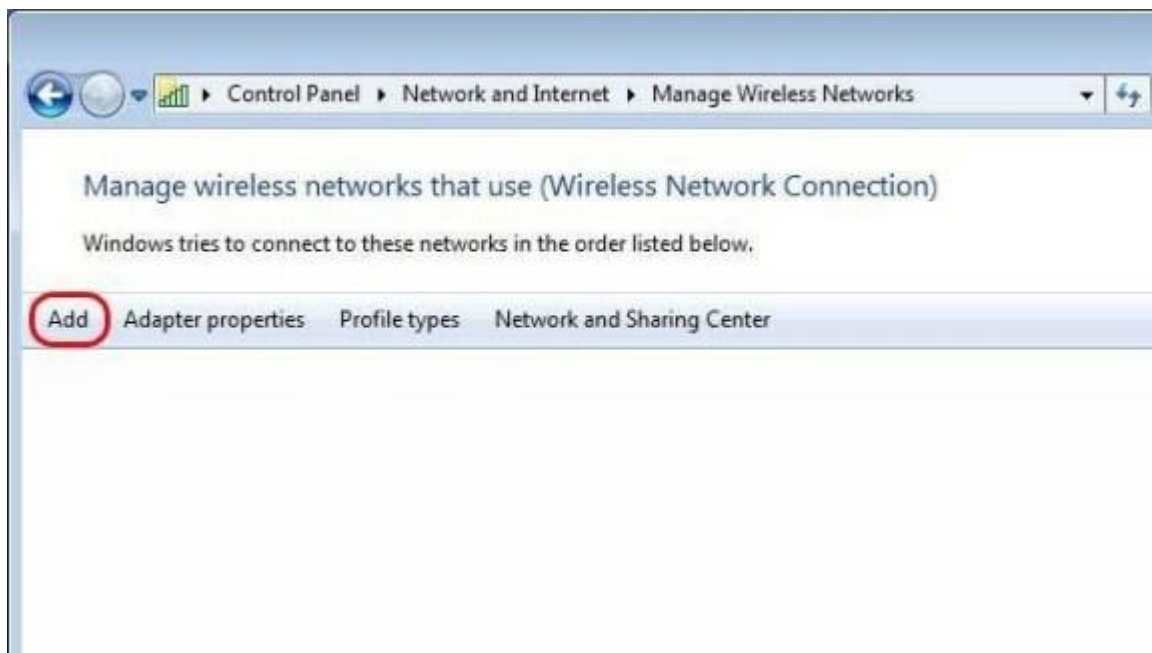 Control Panel Network and Internet Manage Wireless Networks
Manage wireless networks that use (Wireless Network Connection)
Windows tries to connect to these networks in the order listed below.
Add Adapter properties Profile types Network and Sharing Center